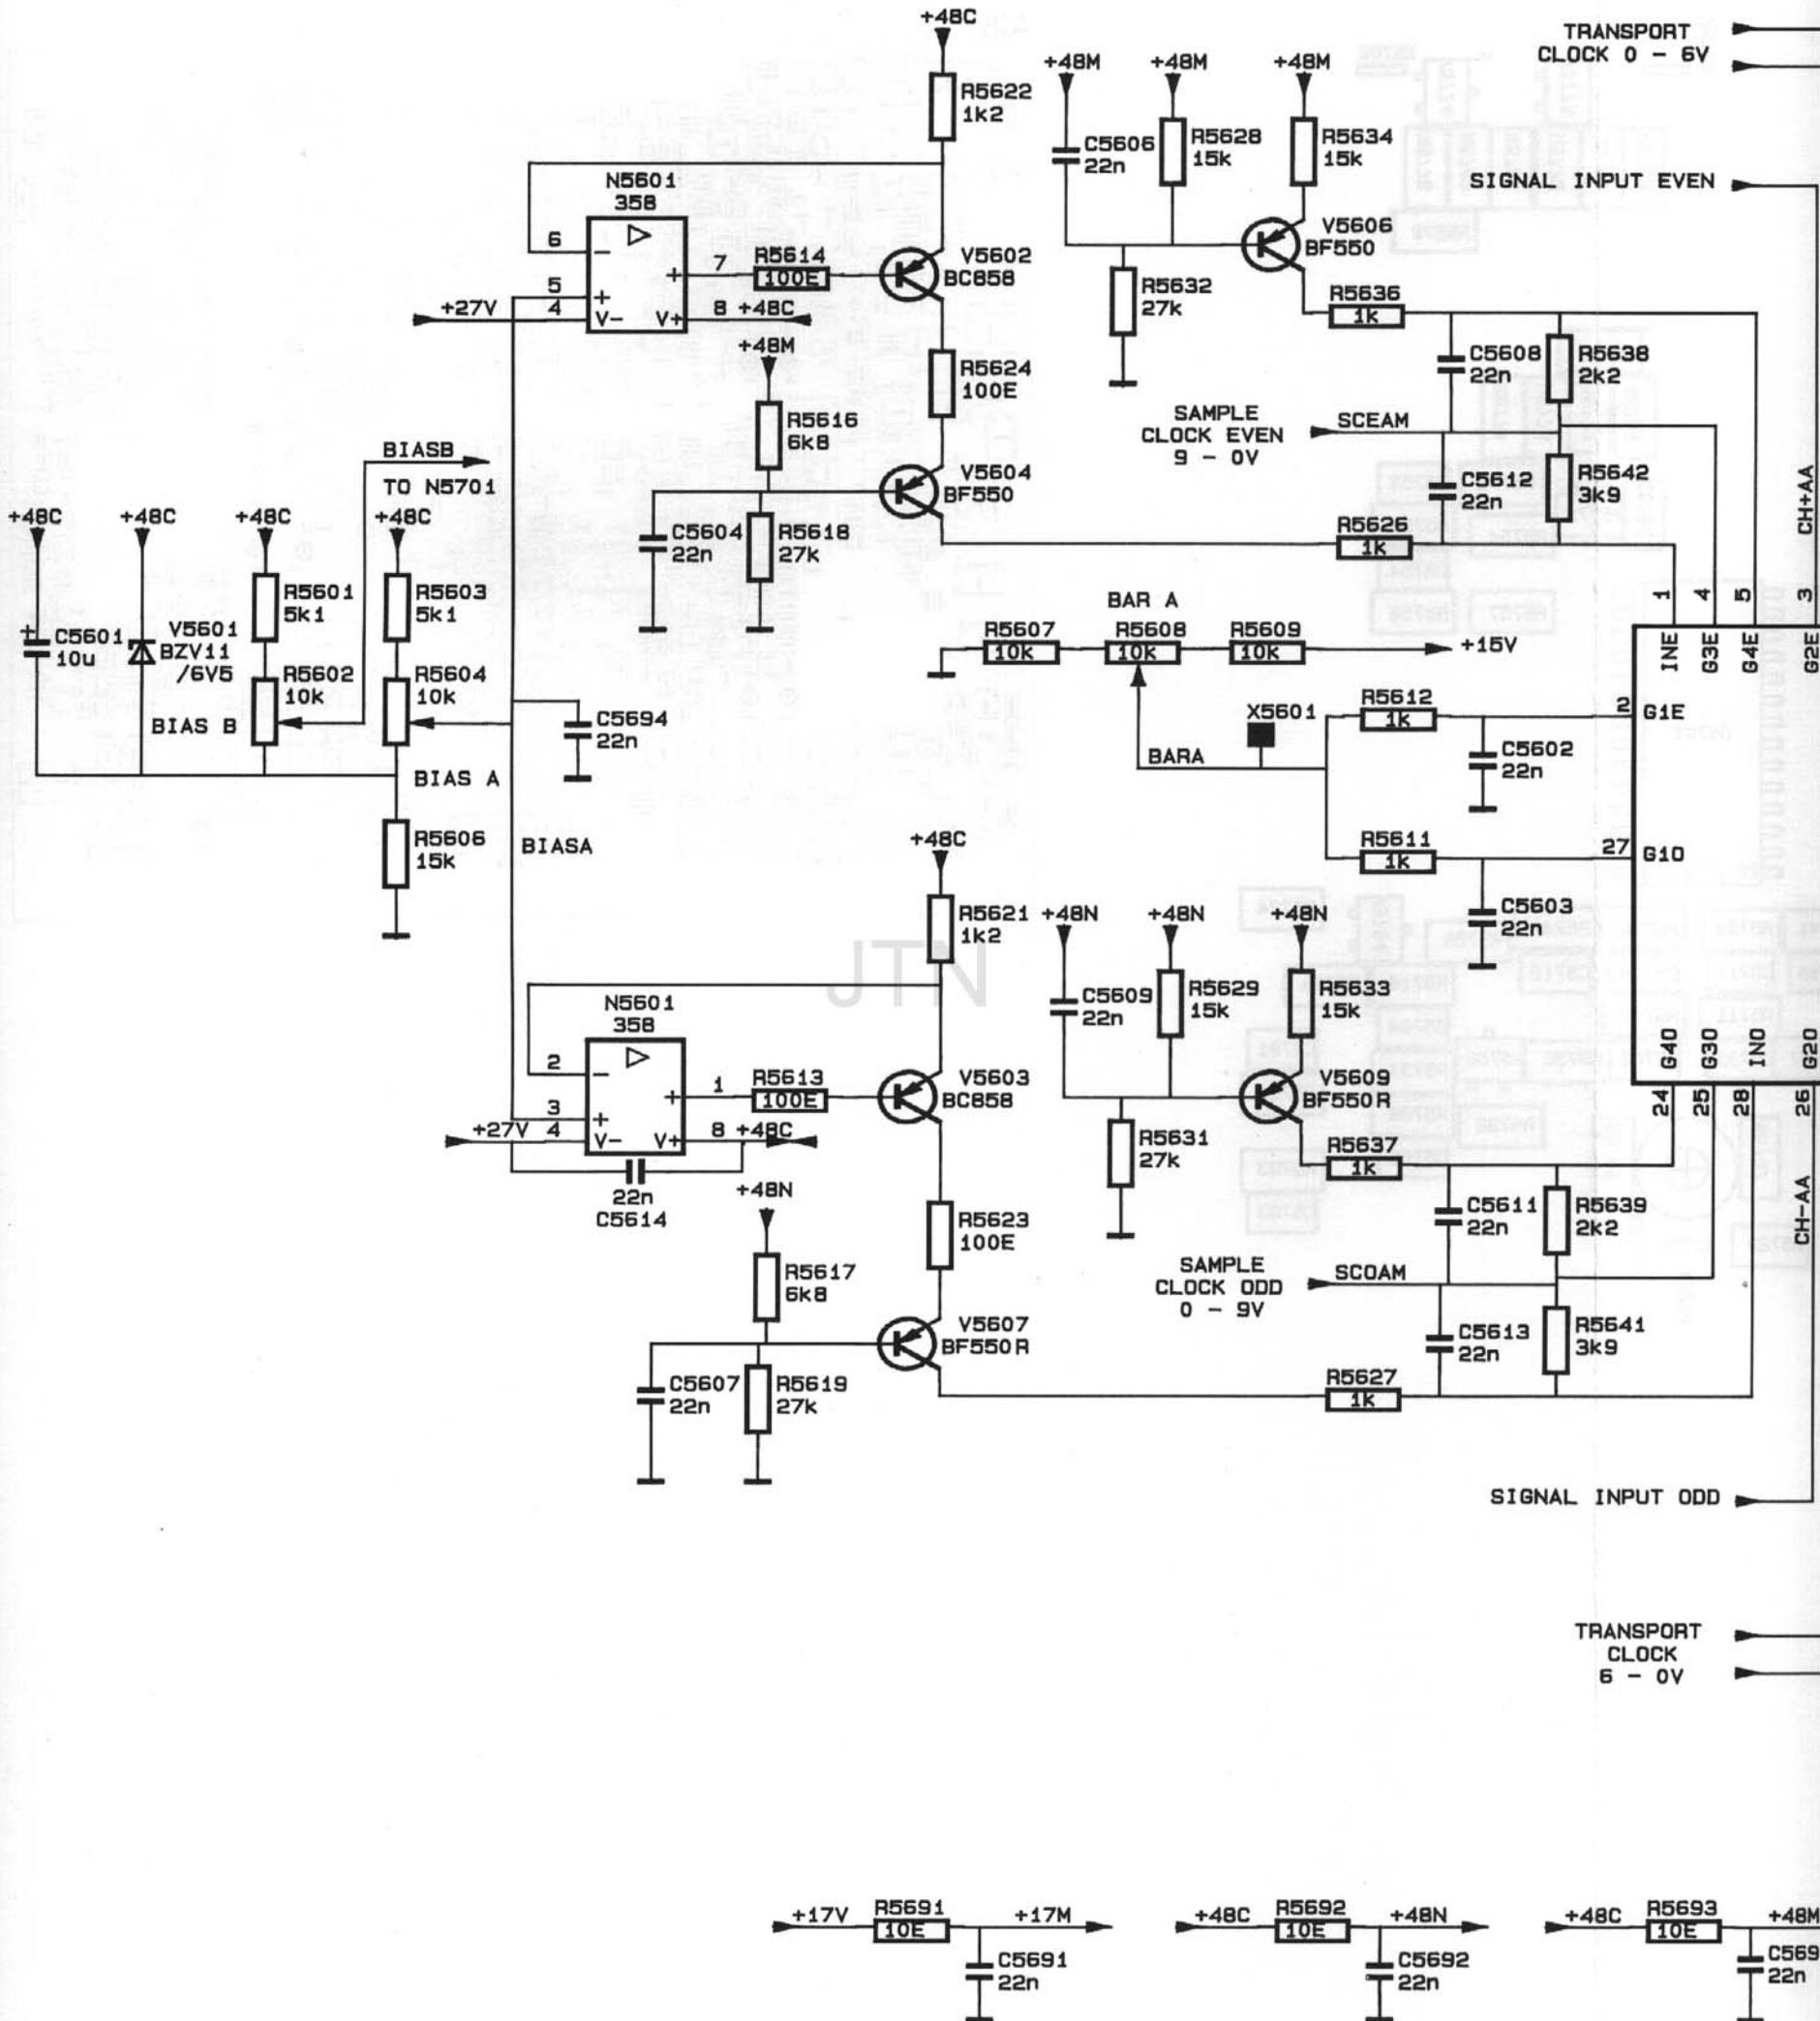 +48C
R5622
1k2
N5601
358
6
5
4
+27V
V-
V+
7
R5614
100E
8 +48C
V5602
BC858
+48M
R5616
6k8
R5624
100E
V5604
BF550
C5604
22n
R5618
27k
+48M
+48M
+48M
C5606
22n
R5628
15k
R5634
15k
V5606
BF550
R5632
27k
R5636
1k
TRANSPORT
CLOCK 0 - 6V
SIGNAL INPUT EVEN
C5608
22n
R5638
2k2
SAMPLE
CLOCK EVEN
9 - 0V
SCEAM
C5612
22n
R5642
3k9
R5626
1k
CH+AA
BIASB
TO N5701
+48C
+48C
+48C
+48C
C5601
10u
V5601
BZV11
/6V5
R5601
5k1
R5602
10k
BIAS B
R5603
5k1
R5604
10k
BIAS A
R5606
15k
BIASA
C5694
22n
BAR A
R5607
10k
R5608
10k
R5609
10k
+15V
X5601
BARA
R5612
1k
C5602
22n
R5611
1k
C5603
22n
1
4
5
3
INE
G3E
G4E
G2E
2
G1E
27
G1O
G4O
G3O
INO
G2O
24
25
28
26
+48C
R5621
1k2
JTN
N5601
358
2
3
4
+27V
V-
V+
1
R5613
100E
8 +48C
22n
C5614
V5603
BC858
+48N
R5617
6k8
R5623
100E
V5607
BF550R
C5607
22n
R5619
27k
+48N
+48N
+48N
C5609
22n
R5629
15k
R5633
15k
V5609
BF550R
R5631
27k
R5637
1k
C5611
22n
R5639
2k2
SAMPLE
CLOCK ODD
0 - 9V
SCOAM
C5613
22n
R5641
3k9
R5627
1k
CH-AA
SIGNAL INPUT ODD
TRANSPORT
CLOCK
6 - 0V
+17V
R5691
10E
+17M
C5691
22n
+48C
R5692
10E
+48N
C5692
22n
+48C
R5693
10E
+48M
C569
22n